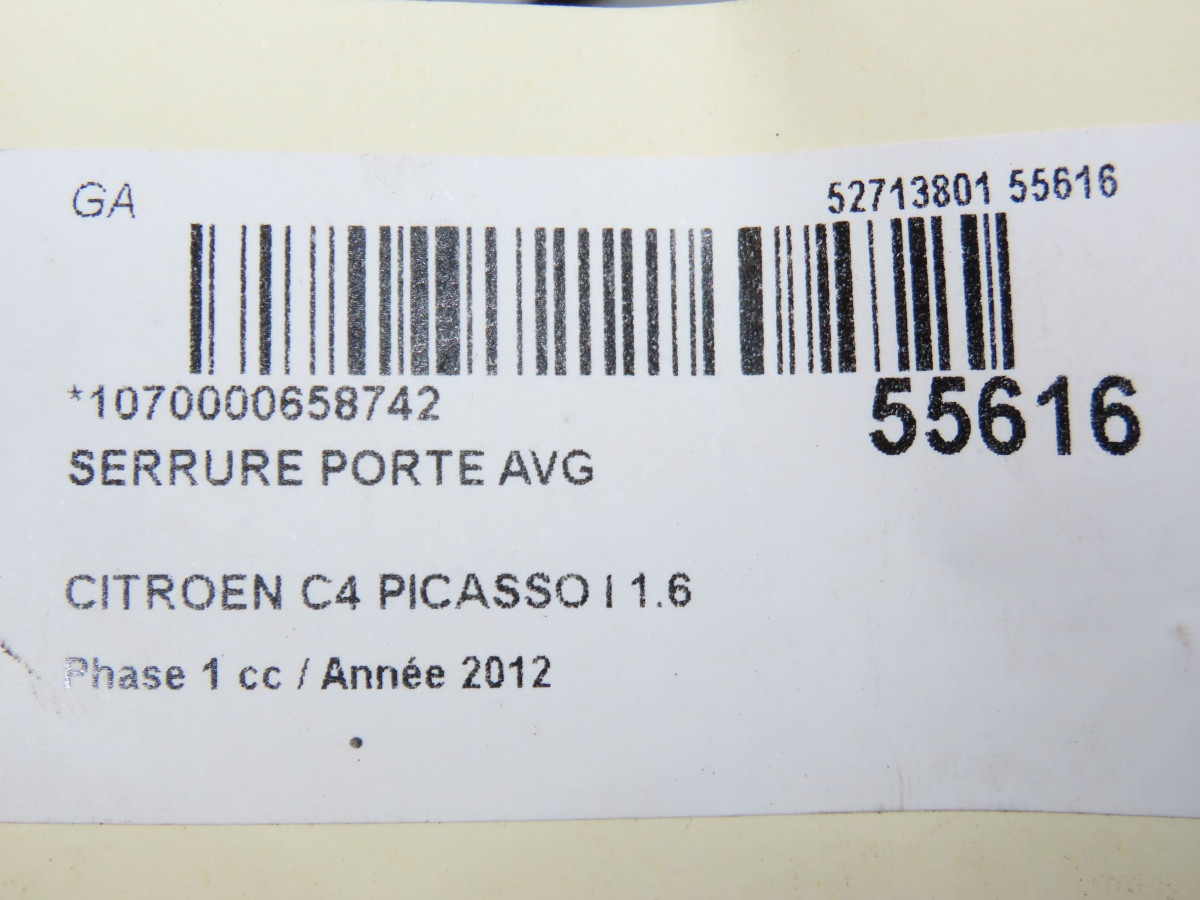 GA
52713801 55616
*1070000658742
55616
SERRURE PORTE AVG
CITROEN C4 PICASSO I 1.6
Phase 1 cc / Année 2012